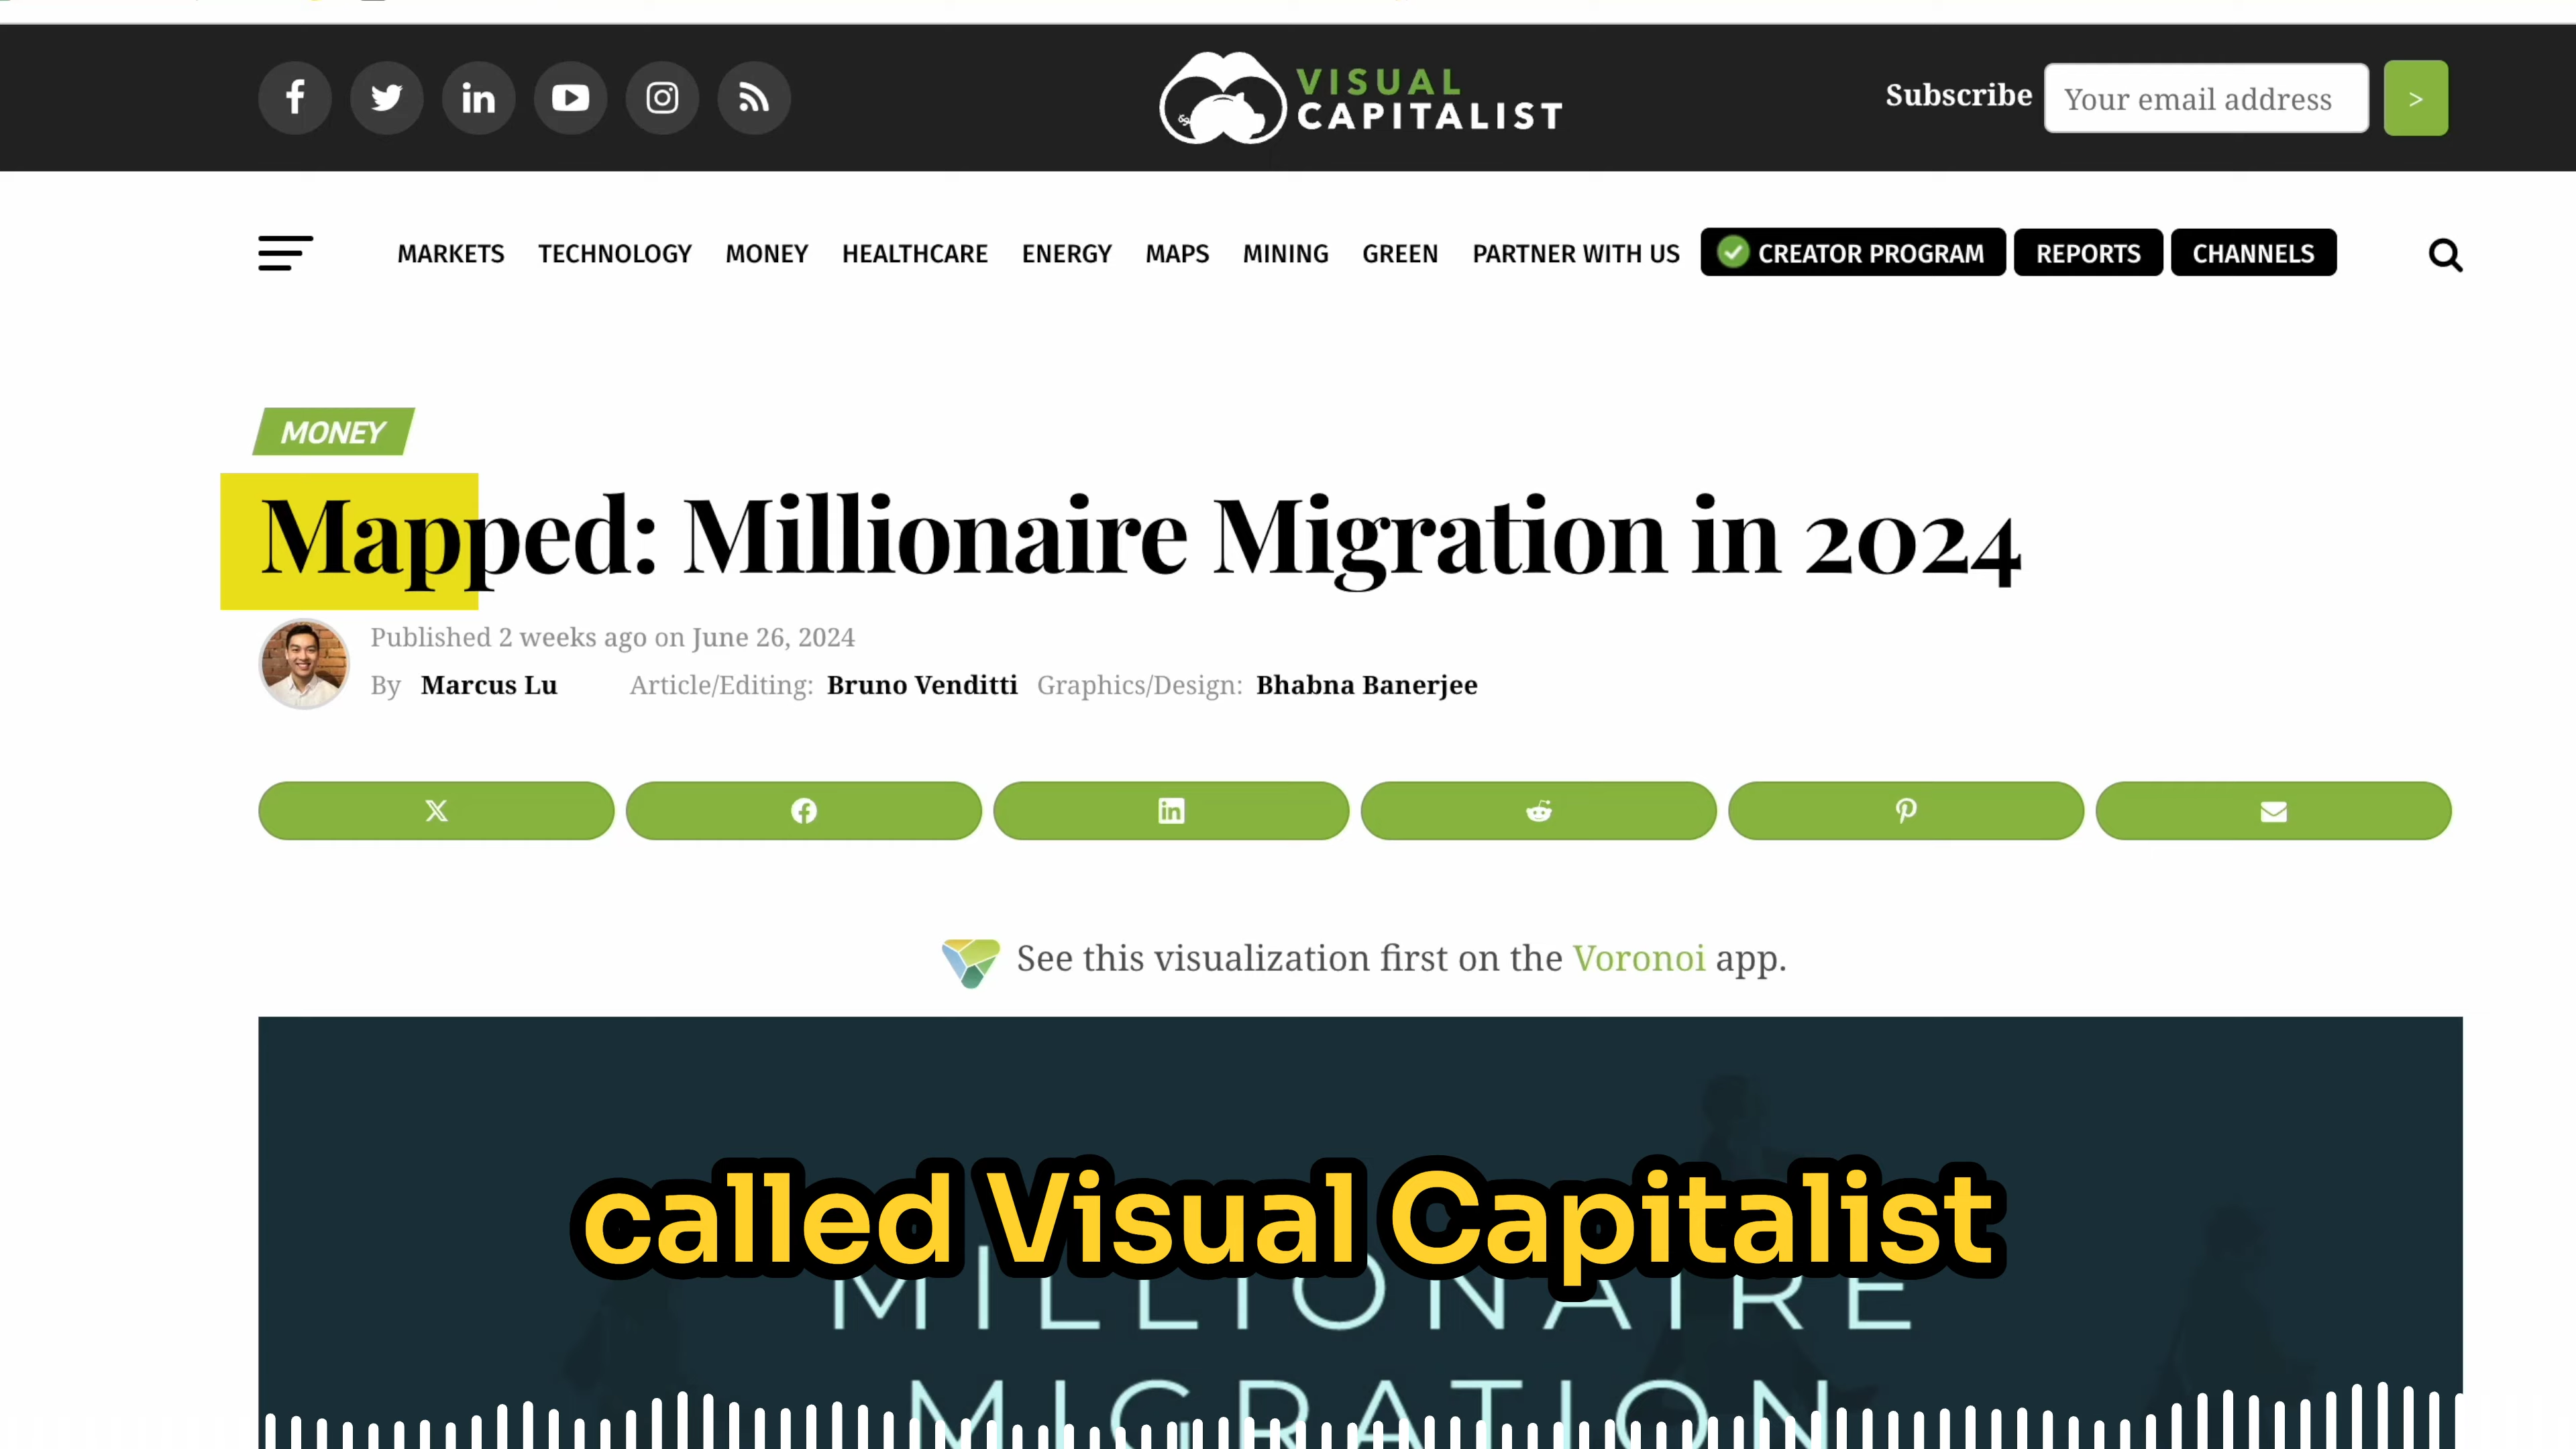 VISUAL
CAPITALIST
Subscribe
Your email address
>
MARKETS TECHNOLOGY MONEY HEALTHCARE ENERGY MAPS MINING GREEN PARTNER WITH US CREATOR PROGRAM REPORTS CHANNELS
MONEY
Mapped: Millionaire Migration in 2024
Published 2 weeks ago on June 26, 2024
By Marcus Lu Article/Editing: Bruno Venditti Graphics/Design: Bhabna Banerjee
See this visualization first on the Voronoi app.
called Visual Capitalist
MILLIONAIRE
MIGRATION